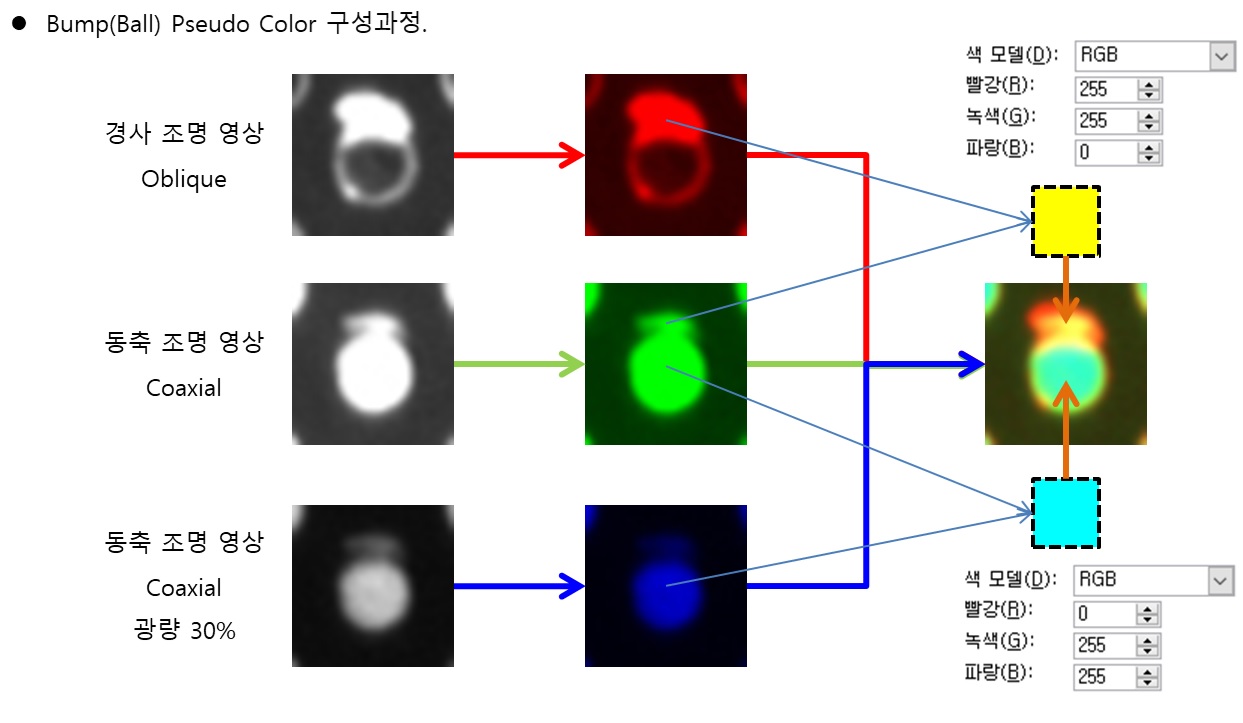 ● Bump(Ball) Pseudo Color 구성과정.
색 모델(D): RGB
빨강(R): 255
녹색(G): 255
파랑(B): 0
경사 조명 영상
Oblique
동축 조명 영상
Coaxial
동축 조명 영상
Coaxial
광량 30%
색 모델(D): RGB
빨강(R): 0
녹색(G): 255
파랑(B): 255